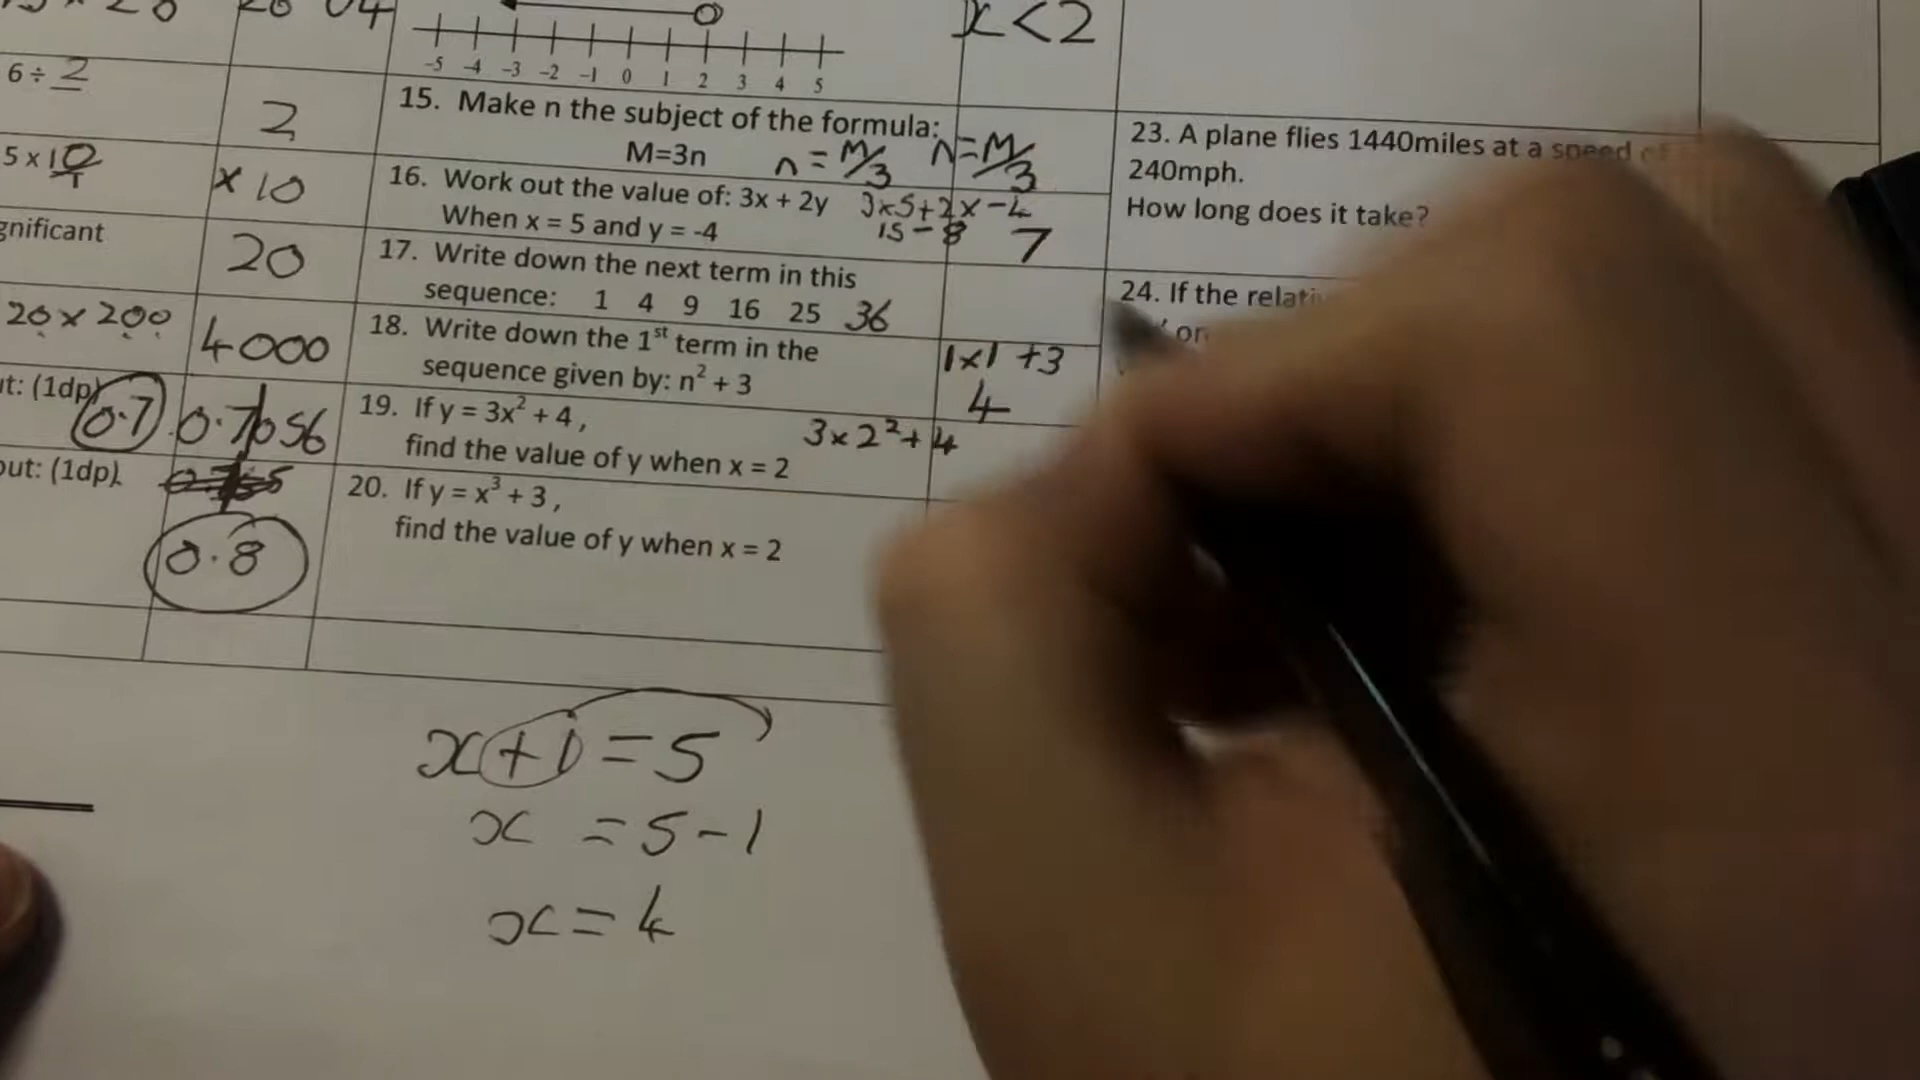 x < 2
-5 -4 -3 -2 -1 0 1 2 3 4 5
6 ÷ 2
2
5 x 10
x 10
gnificant
20
20 x 200
4000
ut: (1dp)
0.7
0.7656
out: (1dp).
0.8
15. Make n the subject of the formula:
M=3n n = M/3 n=M/3
16. Work out the value of: 3x + 2y 3x5+2x-4
When x = 5 and y = -4 15-8 7
17. Write down the next term in this
sequence: 1 4 9 16 25 36
18. Write down the 1st term in the 1x1+3
sequence given by: n² + 3 4
19. If y = 3x² + 4, 3x2²+4
find the value of y when x = 2
20. If y = x³ + 3,
find the value of y when x = 2
23. A plane flies 1440miles at a speed of
240mph.
How long does it take?
24. If the relati
or
x+1=5
x =5-1
x=4